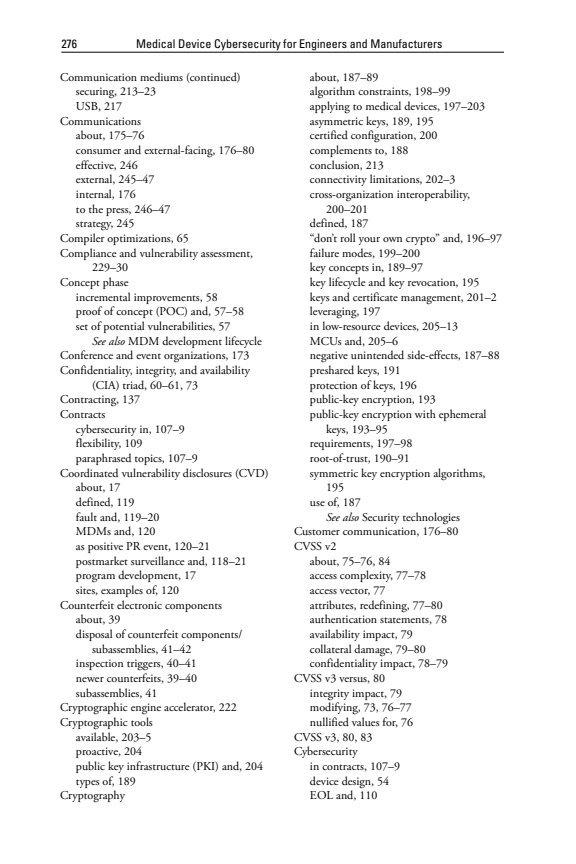 276 Medical Device Cybersecurity for Engineers and Manufacturers
Communication mediums (continued)
securing, 213–23
USB, 217
Communications
about, 175–76
consumer and external-facing, 176–80
effective, 246
external, 245–47
internal, 176
to the press, 246–47
strategy, 245
Compiler optimizations, 65
Compliance and vulnerability assessment,
229–30
Concept phase
incremental improvements, 58
proof of concept (POC) and, 57–58
set of potential vulnerabilities, 57
See also MDM development lifecycle
Conference and event organizations, 173
Confidentiality, integrity, and availability
(CIA) triad, 60–61, 73
Contracting, 137
Contracts
cybersecurity in, 107–9
flexibility, 109
paraphrased topics, 107–9
Coordinated vulnerability disclosures (CVD)
about, 17
defined, 119
fault and, 119–20
MDMs and, 120
as positive PR event, 120–21
postmarket surveillance and, 118–21
program development, 17
sites, examples of, 120
Counterfeit electronic components
about, 39
disposal of counterfeit components/
subassemblies, 41–42
inspection triggers, 40–41
newer counterfeits, 39–40
subassemblies, 41
Cryptographic engine accelerator, 222
Cryptographic tools
available, 203–5
proactive, 204
public key infrastructure (PKI) and, 204
types of, 189
Cryptography
about, 187–89
algorithm constraints, 198–99
applying to medical devices, 197–203
asymmetric keys, 189, 195
certified configuration, 200
complements to, 188
conclusion, 213
connectivity limitations, 202–3
cross-organization interoperability,
200–201
defined, 187
“don’t roll your own crypto” and, 196–97
failure modes, 199–200
key concepts in, 189–97
key lifecycle and key revocation, 195
keys and certificate management, 201–2
leveraging, 197
in low-resource devices, 205–13
MCUs and, 205–6
negative unintended side-effects, 187–88
preshared keys, 191
protection of keys, 196
public-key encryption, 193
public-key encryption with ephemeral
keys, 193–95
requirements, 197–98
root-of-trust, 190–91
symmetric key encryption algorithms,
195
use of, 187
See also Security technologies
Customer communication, 176–80
CVSS v2
about, 75–76, 84
access complexity, 77–78
access vector, 77
attributes, redefining, 77–80
authentication statements, 78
availability impact, 79
collateral damage, 79–80
confidentiality impact, 78–79
CVSS v3 versus, 80
integrity impact, 79
modifying, 73, 76–77
nullified values for, 76
CVSS v3, 80, 83
Cybersecurity
in contracts, 107–9
device design, 54
EOL and, 110